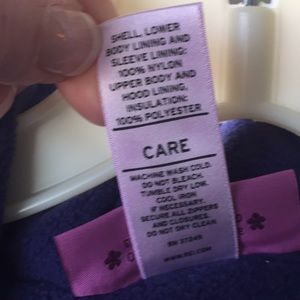 SHELL, LOWER
BODY LINING AND
SLEEVE LINING:
100% NYLON
UPPER BODY AND
HOOD LINING,
INSULATION:
100% POLYESTER
CARE
MACHINE WASH COLD.
DO NOT BLEACH.
TUMBLE DRY LOW.
COOL IRON
IF NECESSARY.
SECURE ALL ZIPPERS
AND CLOSURES.
DO NOT DRY CLEAN
RN 37249
WWW.REI.COM